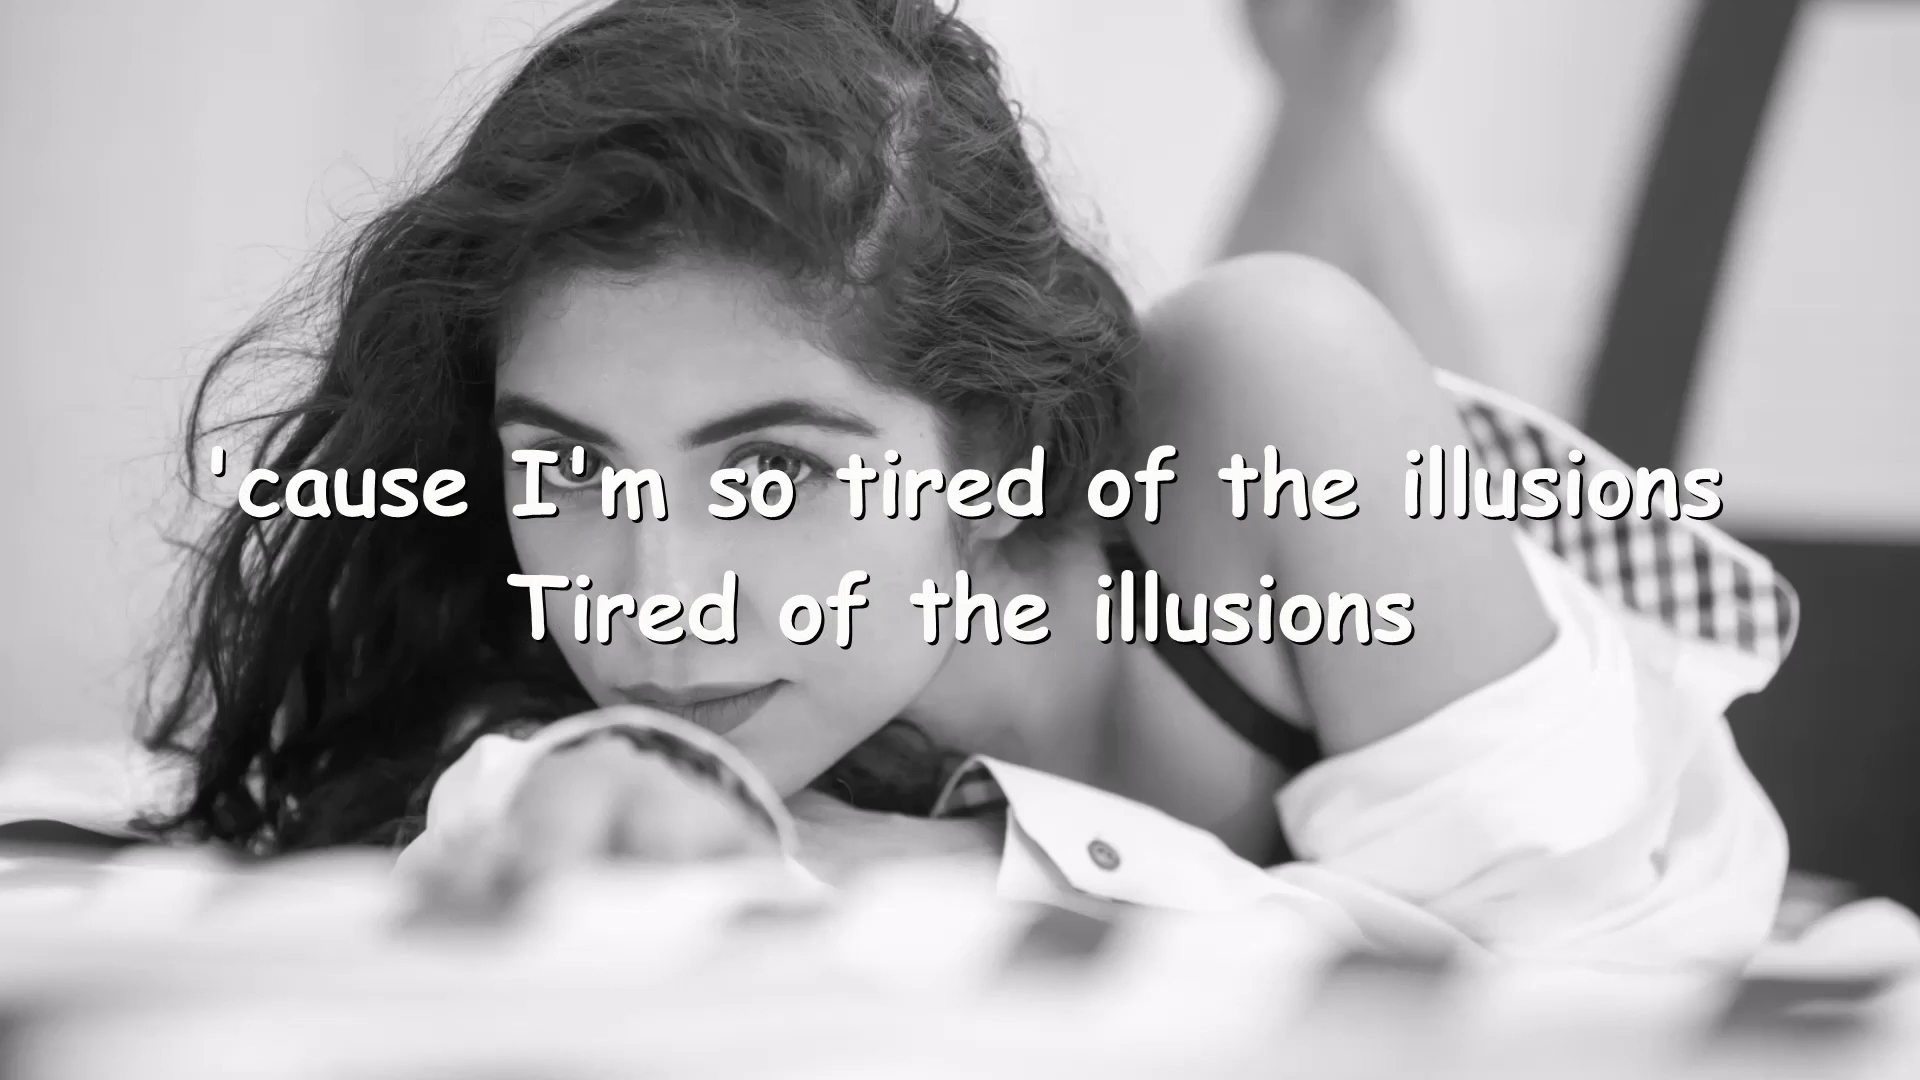 'cause I'm so tired of the illusions
Tired of the illusions